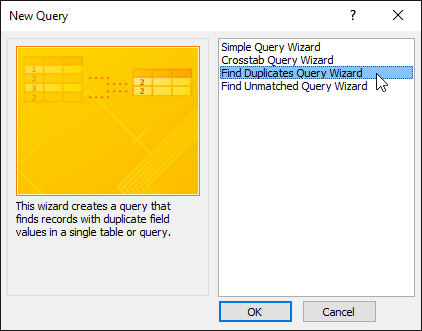 New Query
?
Simple Query Wizard
Crosstab Query Wizard
Find Duplicates Query Wizard
Find Unmatched Query Wizard
1
2
3
2
4
2
2
This wizard creates a query that
finds records with duplicate field
values in a single table or query.
OK
Cancel